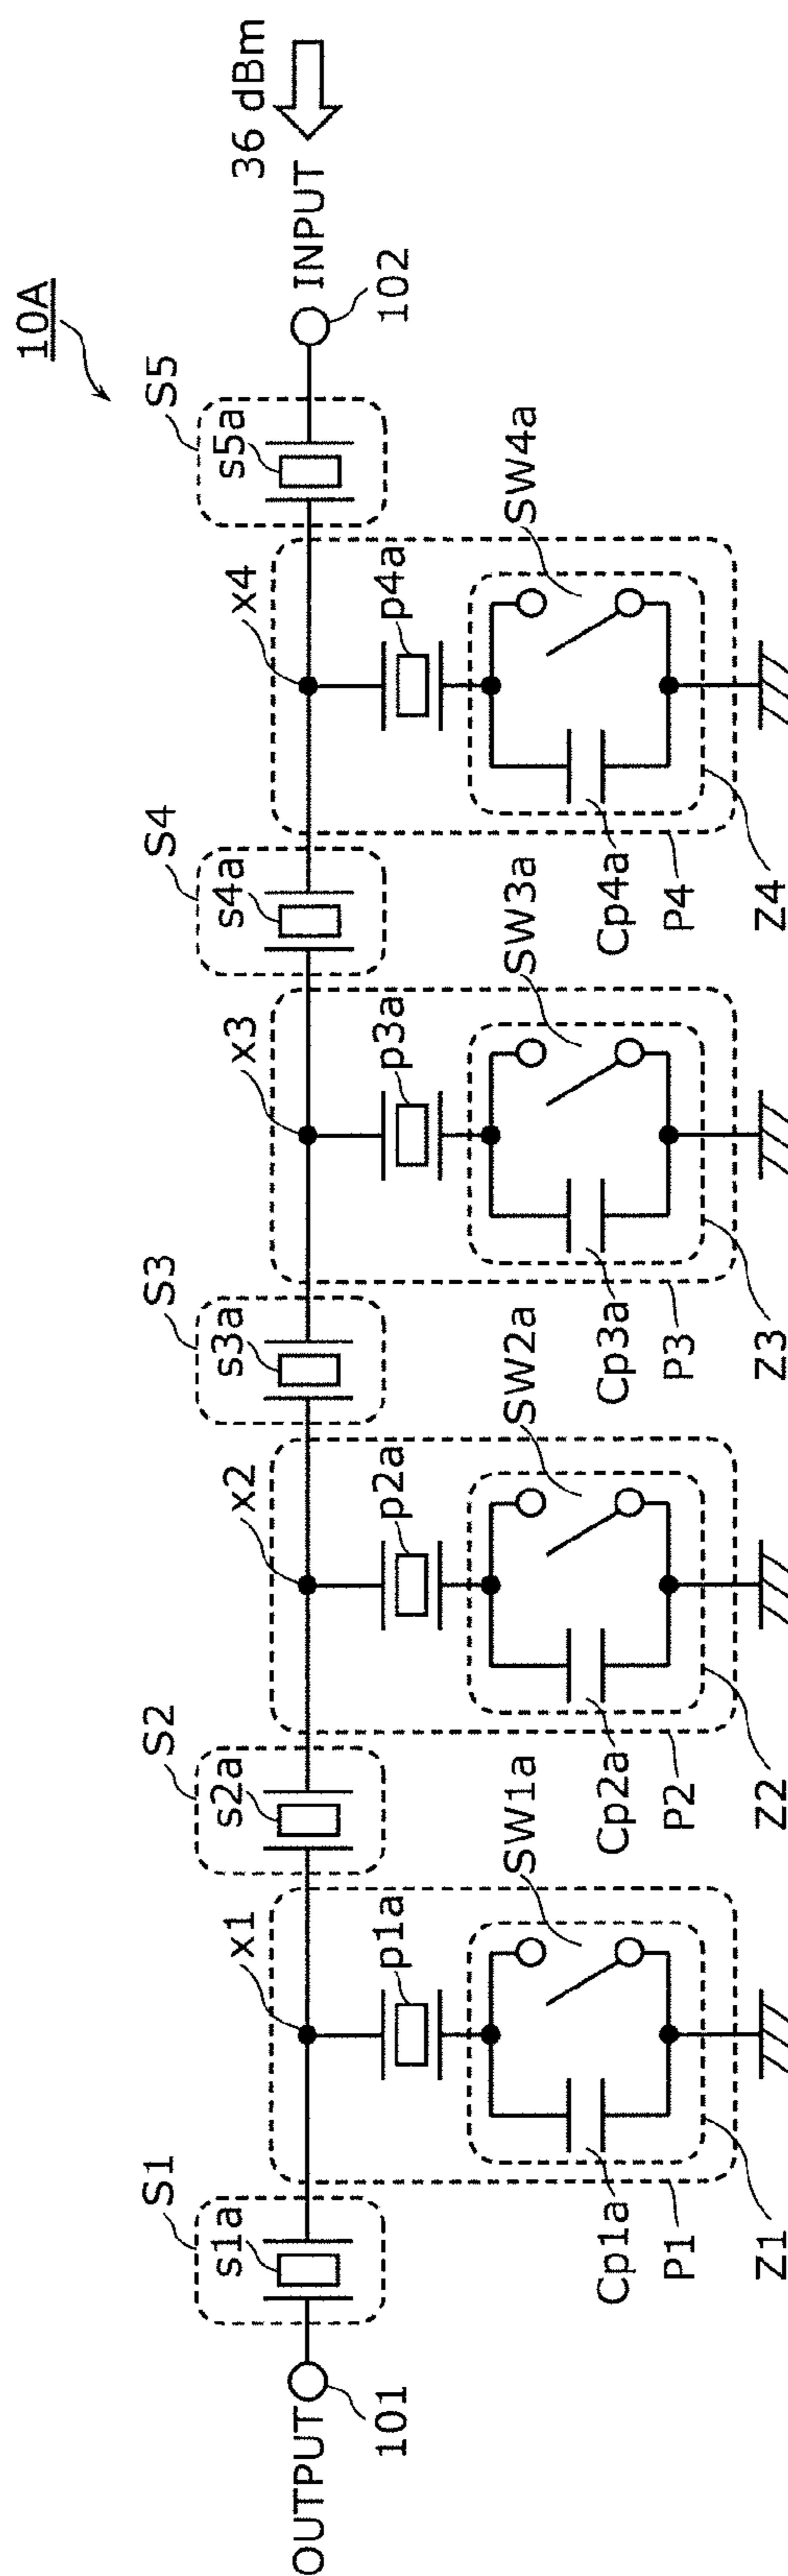 10A
36 dBm
INPUT
102
S5
s5a
x4
p4a
SW4a
Cp4a
P4
Z4
S4
s4a
x3
p3a
SW3a
Cp3a
P3
Z3
S3
s3a
x2
p2a
SW2a
Cp2a
P2
Z2
S2
s2a
x1
p1a
SW1a
Cp1a
P1
Z1
S1
s1a
101
OUTPUT